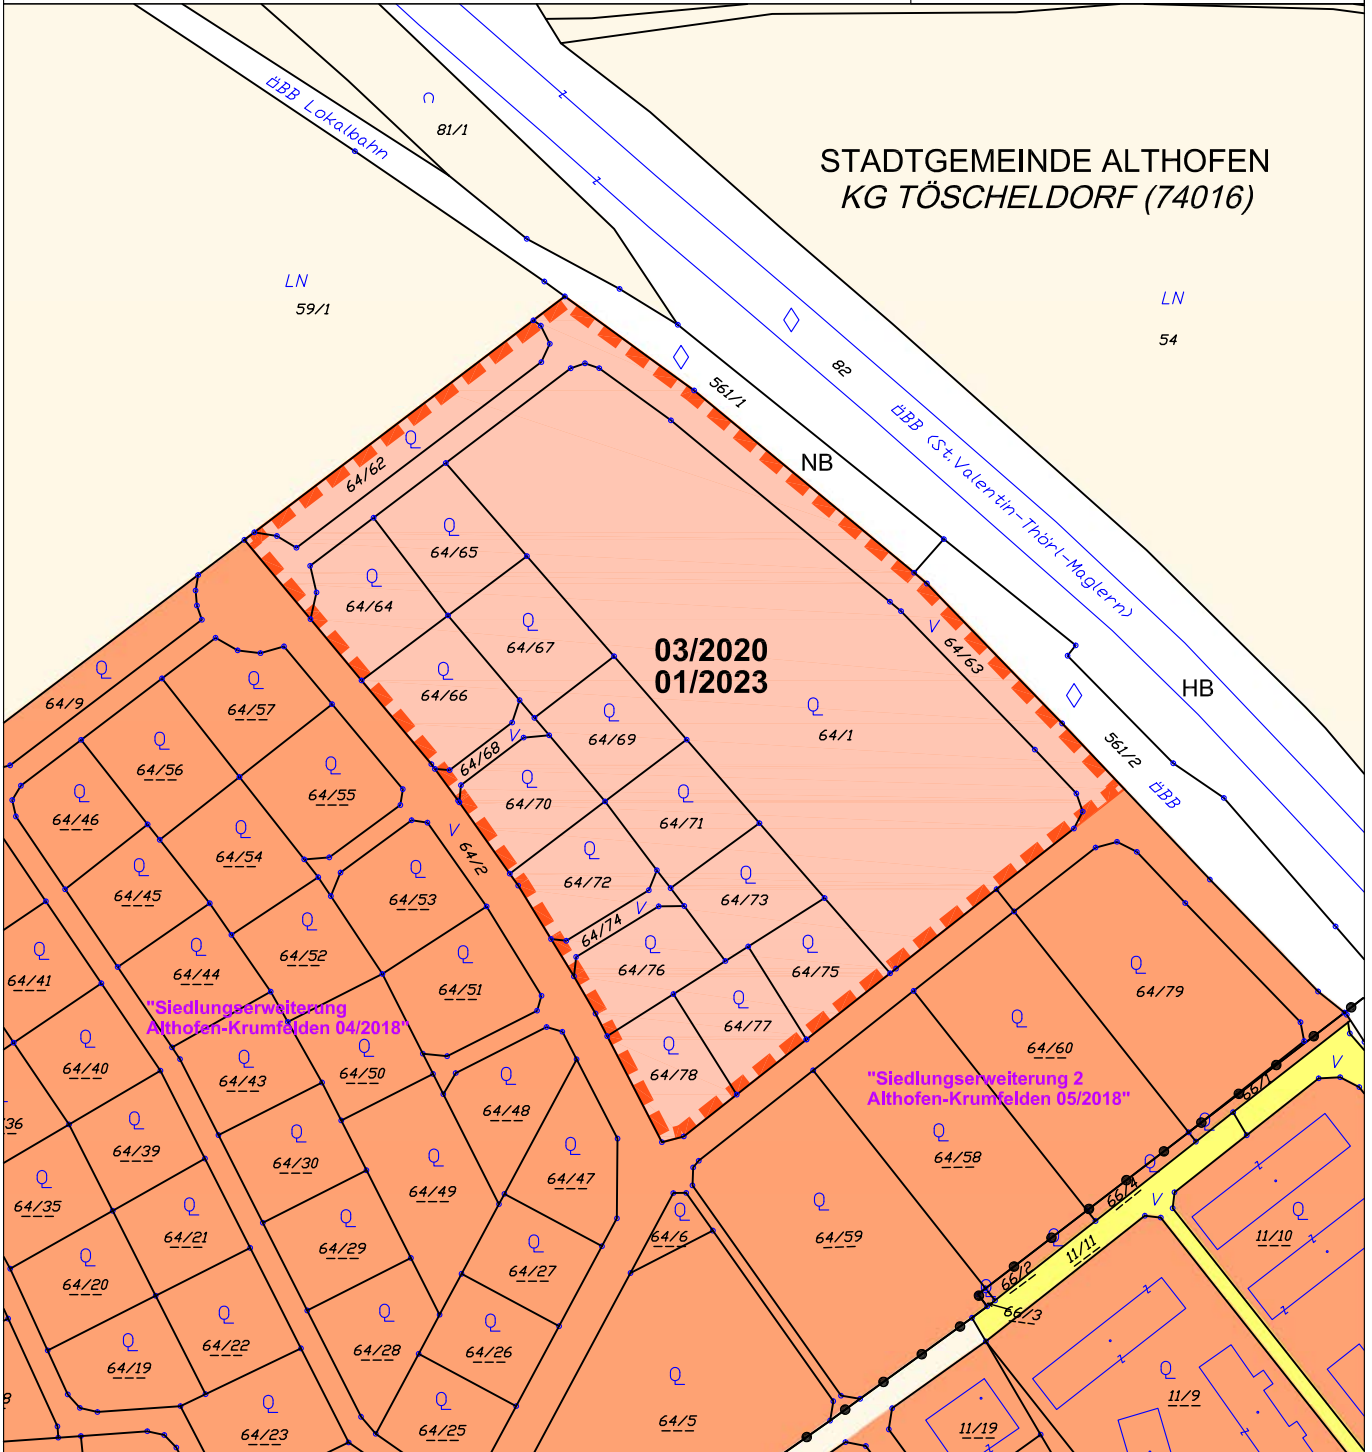 ÖBB Lokalbahn
81/1
STADTGEMEINDE ALTHOFEN
KG TÖSCHELDORF (74016)
LN
59/1
LN
54
82
561/1
ÖBB (St.Valentin-Thörl-Maglern)
NB
Q
64/62
Q
64/65
Q
64/64
Q
64/67
03/2020
01/2023
V
64/63
Q
64/66
Q
64/9
Q
64/57
HB
Q
64/1
Q
64/69
V
64/68
561/2
ÖBB
Q
64/56
Q
64/55
Q
64/70
Q
64/71
Q
64/46
Q
64/54
V
64/2
Q
64/72
Q
64/73
Q
64/45
Q
64/53
V
64/74
Q
64/52
Q
64/76
Q
64/75
Q
64/41
Q
64/44
Q
64/51
Q
64/79
"Siedlungserweiterung
Althofen-Krumfelden 04/2018"
Q
64/77
Q
64/60
Q
64/40
Q
64/43
Q
64/50
Q
64/78
"Siedlungserweiterung 2
Althofen-Krumfelden 05/2018"
V
66/1
Q
Q
64/48
36
Q
64/39
Q
64/30
Q
64/58
Q
64/35
Q
64/49
Q
64/47
Q
66/4
V
Q
64/21
Q
64/29
Q
64/6
Q
64/59
Q
11/11
Q
11/10
Q
64/20
Q
64/27
Q
66/2
66/3
Q
64/19
Q
64/22
Q
64/28
Q
64/26
Q
64/5
Q
11/9
8
Q
64/23
Q
64/25
11/19